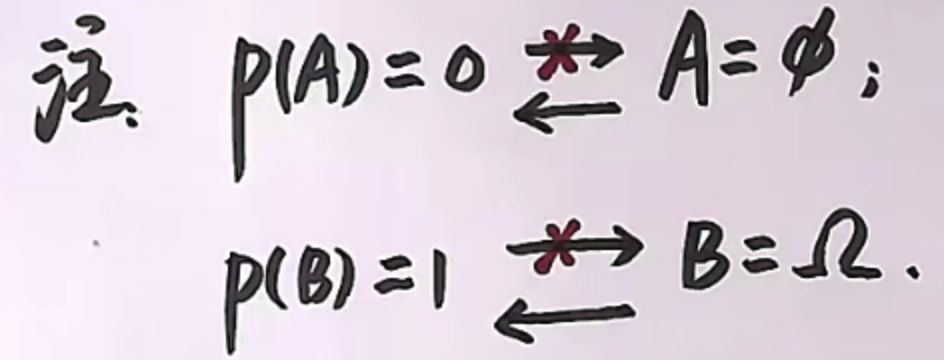 注. P(A)=0 ⇏ ⟵ A=ϕ;
P(B)=1 ⇏ ⟵ B=Ω.